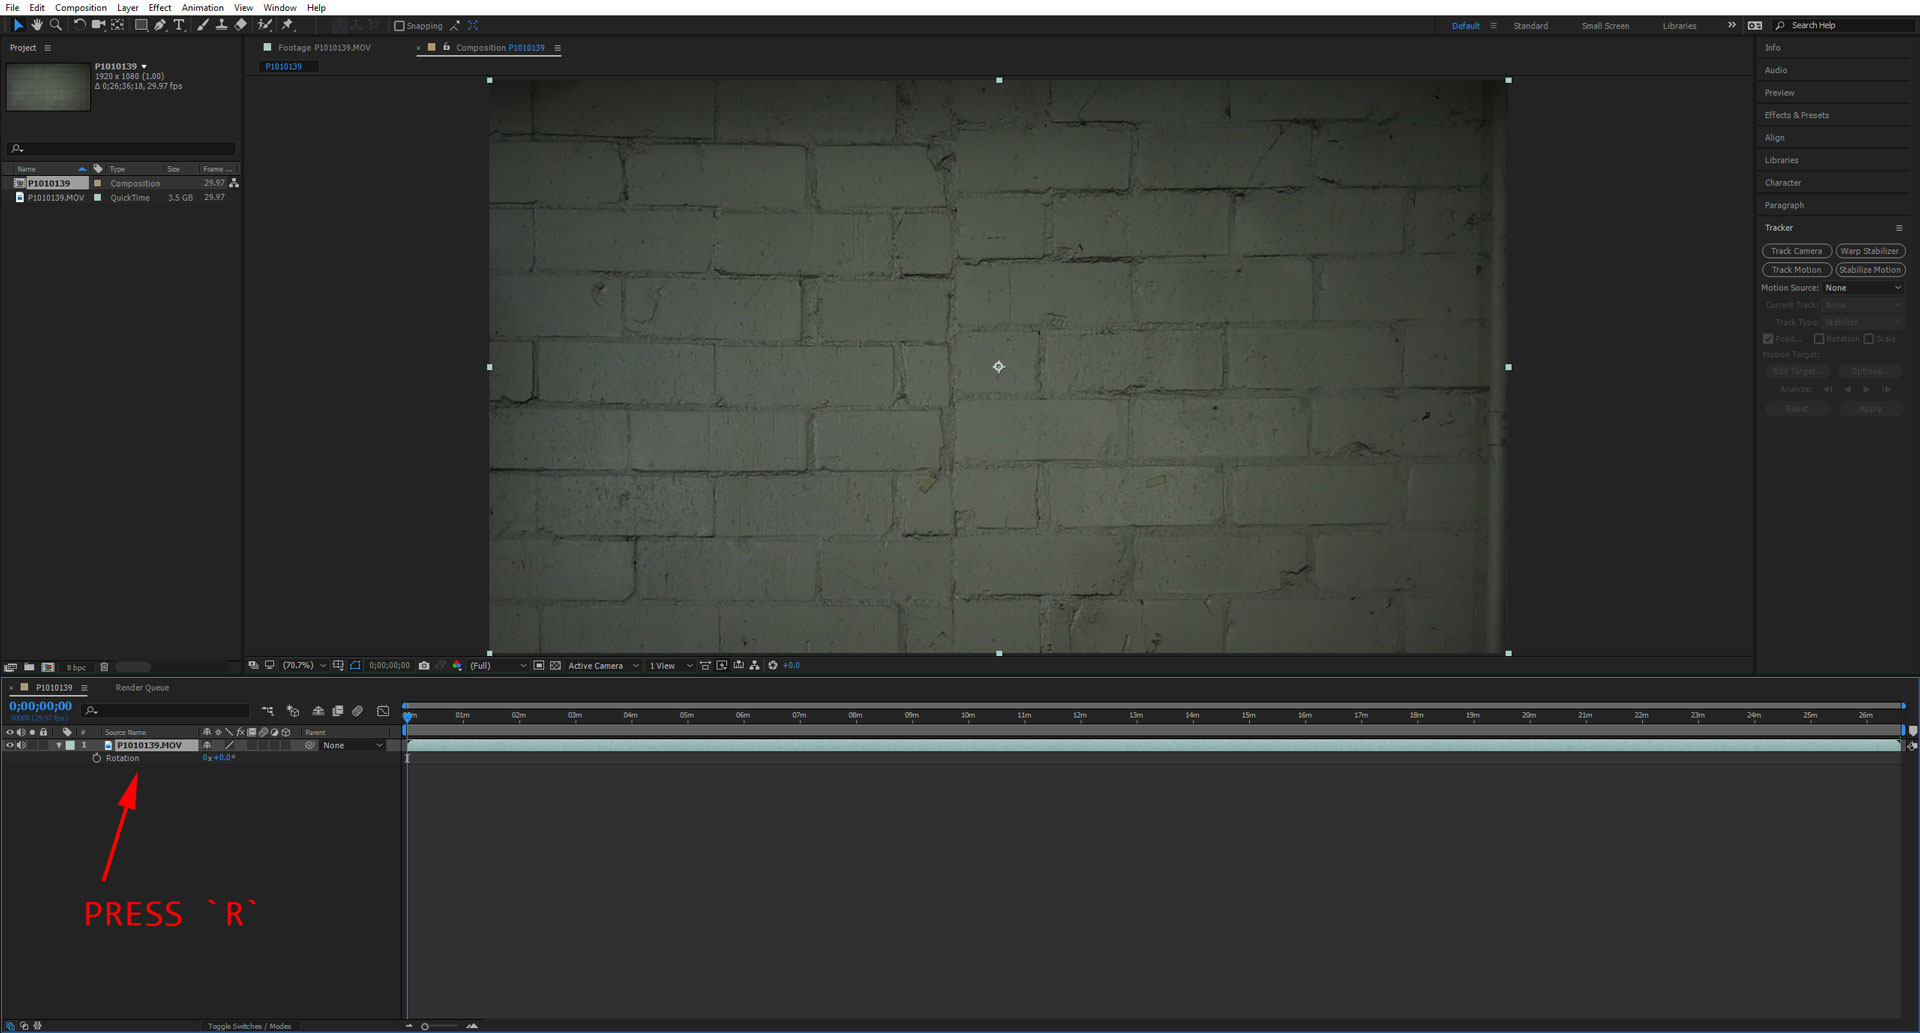 File Edit Composition Layer Effect Animation View Window Help
Snapping
Default Standard Small Screen Libraries Search Help
Project
P1010139
1920 x 1080 (1.00)
Δ 0;26;36;18, 29.97 fps
Name Type Size Frame ...
P1010139 Composition 29.97
P1010139.MOV QuickTime 3.5 GB 29.97
8 bpc
Footage P1010139.MOV
Composition P1010139
P1010139
(70.7%) 0;00;00;00 (Full) Active Camera 1 View +0.0
Info
Audio
Preview
Effects & Presets
Align
Libraries
Character
Paragraph
Tracker
Track Camera Warp Stabilizer
Track Motion Stabilize Motion
Motion Source: None
Current Track: None
Track Type: Stabilize
Posit... Rotation Scale
Motion Target:
Edit Target... Options...
Analyze:
Reset Apply
P1010139 Render Queue
0;00;00;00
00000 (29.97 fps)
01m 02m 03m 04m 05m 06m 07m 08m 09m 10m 11m 12m 13m 14m 15m 16m 17m 18m 19m 20m 21m 22m 23m 24m 25m 26m
# Source Name fx Parent
1 P1010139.MOV None
Rotation 0x+0.0°
PRESS `R`
Toggle Switches / Modes